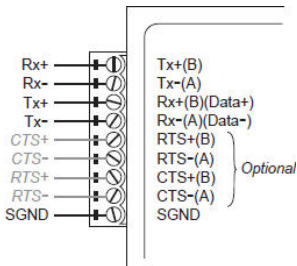 Rx+ Tx+(B)
Rx- Tx-(A)
Tx+ Rx+(B)(Data+)
Tx- Rx-(A)(Data-)
CTS+ RTS+(B)
CTS- RTS-(A)
RTS+ CTS+(B)
RTS- CTS-(A)
Optional
SGND SGND